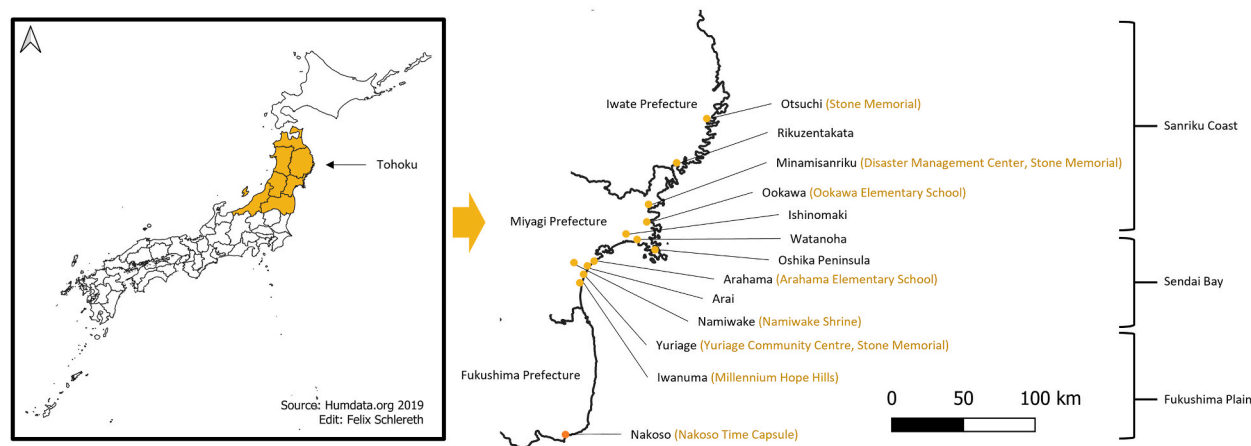 Tohoku
Source: Humdata.org 2019
Edit: Felix Schlereth
Iwate Prefecture
Miyagi Prefecture
Fukushima Prefecture
Otsuchi (Stone Memorial)
Rikuzentakata
Minamisanriku (Disaster Management Center, Stone Memorial)
Ookawa (Ookawa Elementary School)
Ishinomaki
Watanoha
Oshika Peninsula
Arahama (Arahama Elementary School)
Arai
Namiwake (Namiwake Shrine)
Yuriage (Yuriage Community Centre, Stone Memorial)
Iwanuma (Millennium Hope Hills)
Nakoso (Nakoso Time Capsule)
0 50 100 km
Sanriku Coast
Sendai Bay
Fukushima Plain